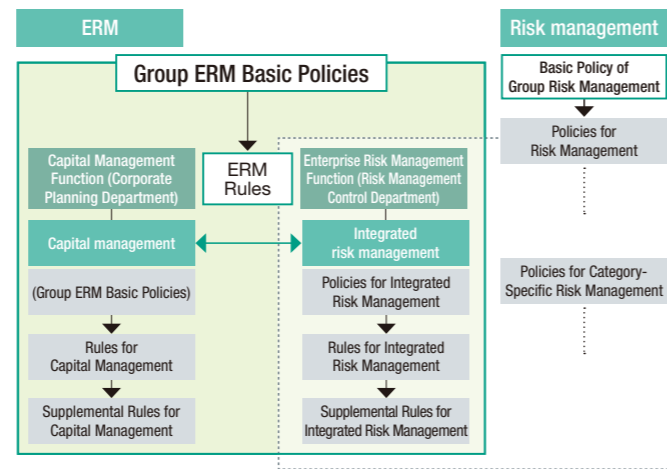 ERM
Risk management
Group ERM Basic Policies
Basic Policy of
Group Risk Management
Policies for
Risk Management
Capital Management
Function (Corporate
Planning Department)
ERM
Rules
Enterprise Risk Management
Function (Risk Management
Control Department)
Capital management
Integrated
risk management
(Group ERM Basic Policies)
Policies for Integrated
Risk Management
Policies for Category-
Specific Risk Management
Rules for
Capital Management
Rules for Integrated
Risk Management
Supplemental Rules for
Capital Management
Supplemental Rules for
Integrated Risk Management